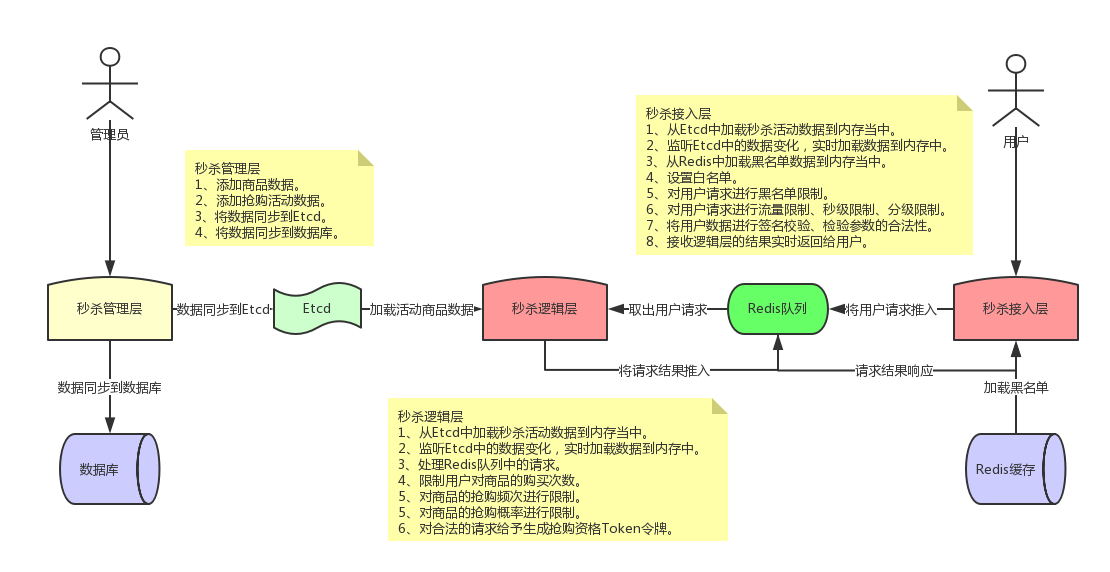 管理员
用户
秒杀管理层
1、添加商品数据。
2、添加抢购活动数据。
3、将数据同步到Etcd。
4、将数据同步到数据库。
秒杀接入层
1、从Etcd中加载秒杀活动数据到内存当中。
2、监听Etcd中的数据变化，实时加载数据到内存中。
3、从Redis中加载黑名单数据到内存当中。
4、设置白名单。
5、对用户请求进行黑名单限制。
6、对用户请求进行流量限制、秒级限制、分级限制。
7、将用户数据进行签名校验、检验参数的合法性。
8、接收逻辑层的结果实时返回给用户。
秒杀管理层
数据同步到Etcd
Etcd
加载活动商品数据
秒杀逻辑层
取出用户请求
Redis队列
将用户请求推入
秒杀接入层
将请求结果推入
请求结果响应
数据同步到数据库
加载黑名单
数据库
Redis缓存
秒杀逻辑层
1、从Etcd中加载秒杀活动数据到内存当中。
2、监听Etcd中的数据变化，实时加载数据到内存中。
3、处理Redis队列中的请求。
4、限制用户对商品的购买次数。
5、对商品的抢购频次进行限制。
5、对商品的抢购概率进行限制。
6、对合法的请求给予生成抢购资格Token令牌。